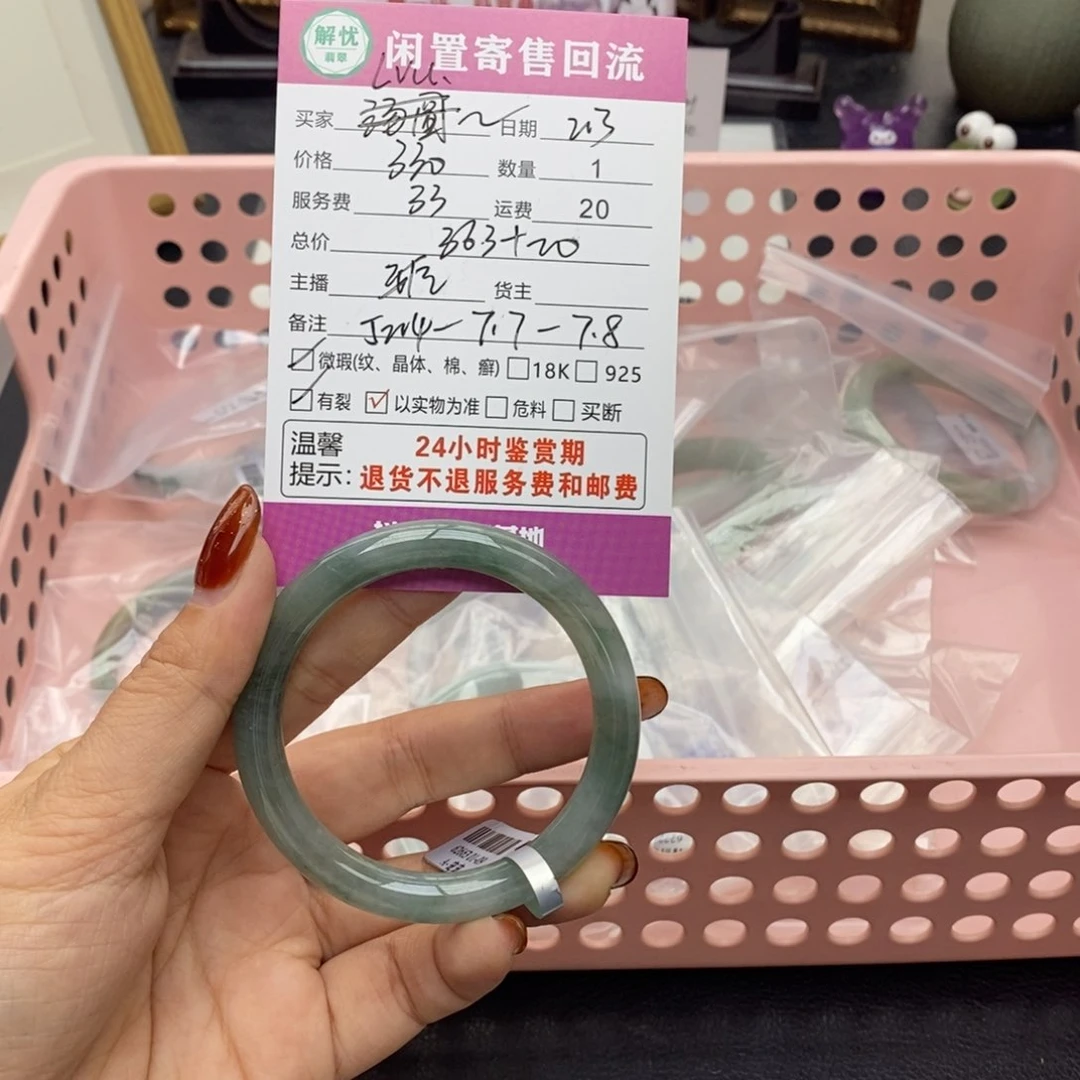 解忧
翡翠
闲置寄售回流
LVLL.
买家 日期 2.3
价格 330 数量 1
服务费 33 运费 20
总价 363+20
主播 货主
备注 J214-7.7-7.8
微瑕(纹、晶体、棉、癣) 18K 925
有裂 以实物为准 危料 买断
温馨 24小时鉴赏期
提示: 退货不退服务费和邮费